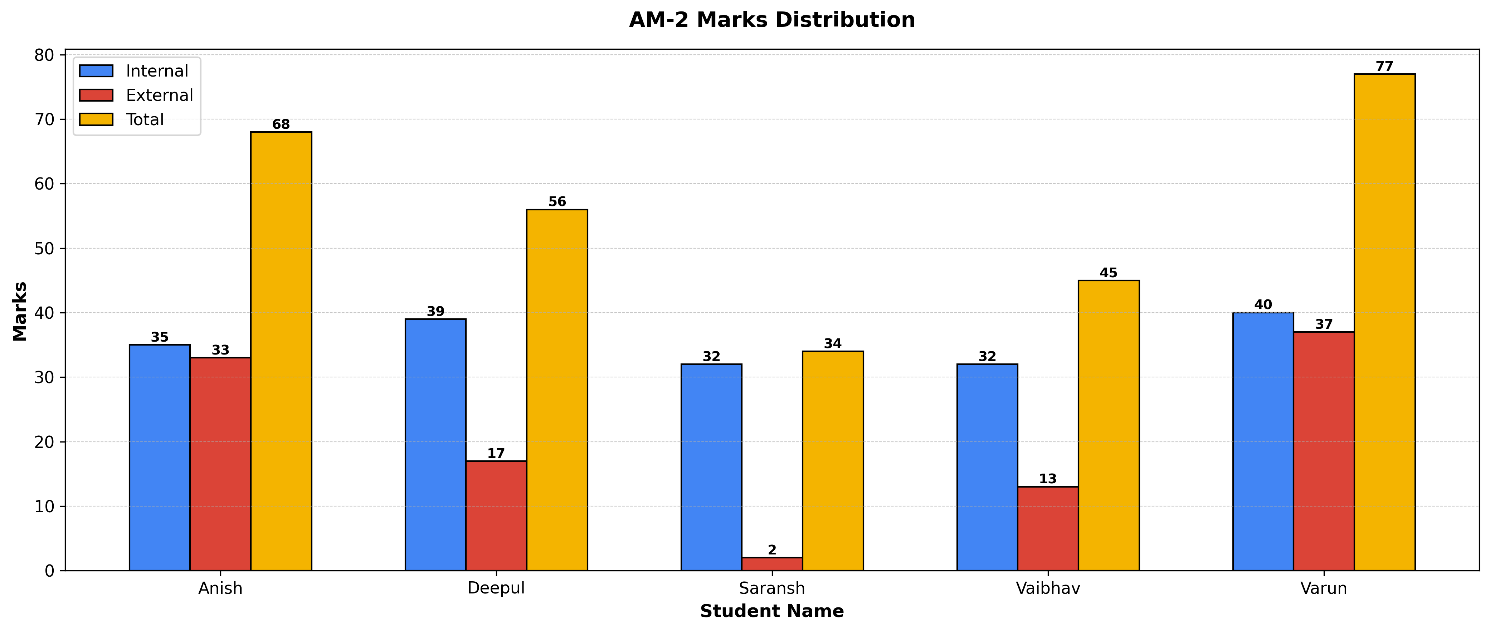 AM-2 Marks Distribution
Internal
External
Total
Marks
80
70
60
50
40
30
20
10
0
35
33
68
39
17
56
32
2
34
32
13
45
40
37
77
Anish
Deepul
Saransh
Vaibhav
Varun
Student Name